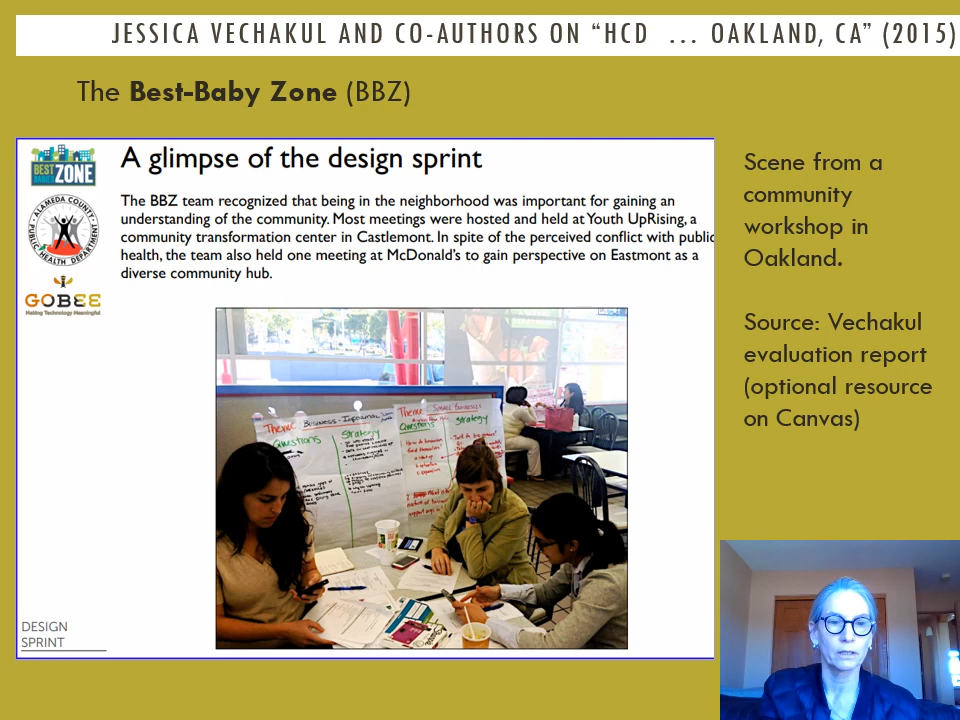 JESSICA VECHAKUL AND CO-AUTHORS ON “HCD … OAKLAND, CA” (2015)
The Best-Baby Zone (BBZ)
BEST
BABIES
ZONE
ALAMEDA COUNTY
PUBLIC HEALTH DEPARTMENT
GOBEE
Making Technology Meaningful
A glimpse of the design sprint
The BBZ team recognized that being in the neighborhood was important for gaining an
understanding of the community. Most meetings were hosted and held at Youth UpRising, a
community transformation center in Castlemont. In spite of the perceived conflict with public
health, the team also held one meeting at McDonald’s to gain perspective on Eastmont as a
diverse community hub.
Theme: Business - Informal
Questions
Strategy
Theme Small Businesses
Questions
Strategy
DESIGN
SPRINT
Scene from a
community
workshop in
Oakland.
Source: Vechakul
evaluation report
(optional resource
on Canvas)